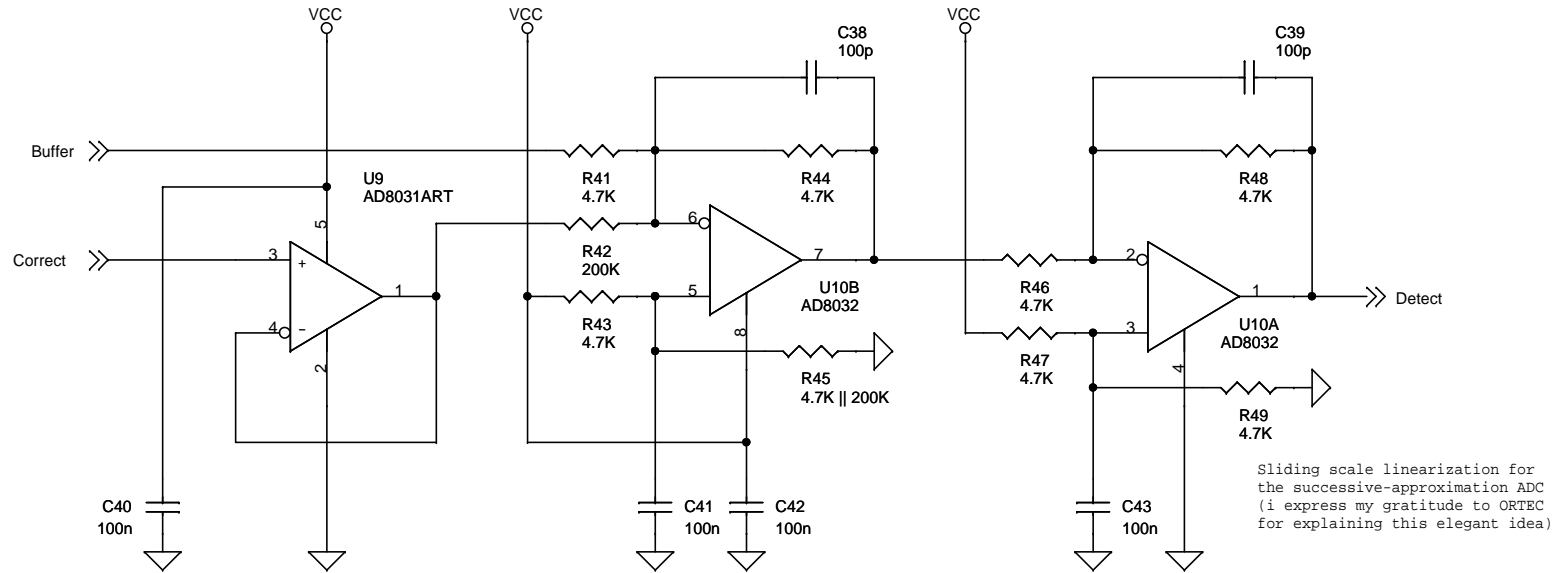 VCC
VCC
VCC
C38
100p
C39
100p
Buffer
U9
AD8031ART
R41
4.7K
R44
4.7K
R48
4.7K
5
Correct
3
+
1
4
−
2
R42
200K
6
7
5
U10B
AD8032
R43
4.7K
8
R45
4.7K || 200K
R46
4.7K
2
1
Detect
3
U10A
AD8032
R47
4.7K
4
R49
4.7K
C40
100n
C41
100n
C42
100n
C43
100n
Sliding scale linearization for
the successive-approximation ADC
(i express my gratitude to ORTEC
for explaining this elegant idea)